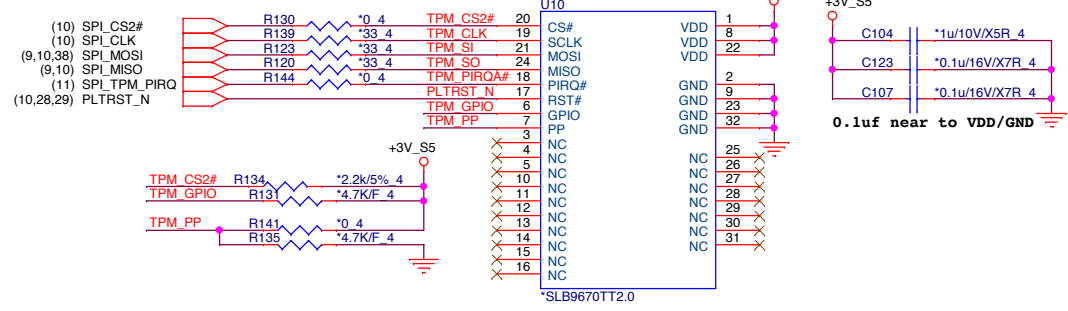 U10
+3V_S5
(10) SPI_CS2# R130 *0_4 TPM_CS2# 20 CS# VDD 1
(10) SPI_CLK R139 *33_4 TPM_CLK 19 SCLK VDD 8 C104 *1u/10V/X5R_4
(9,10,38) SPI_MOSI R123 *33_4 TPM_SI 21 MOSI VDD 22
(9,10) SPI_MISO R120 *33_4 TPM_SO 24 MISO C123 *0.1u/16V/X7R_4
(11) SPI_TPM_PIRQ R144 *0_4 TPM_PIRQA# 18 PIRQ# GND 2
(10,28,29) PLTRST_N PLTRST_N 17 RST# GND 9 C107 *0.1u/16V/X7R_4
TPM_GPIO 6 GPIO GND 23
TPM_PP 7 PP GND 32 0.1uf near to VDD/GND
3 NC
+3V_S5 4 NC NC 25
5 NC NC 26
TPM_CS2# R134 *2.2k/5%_4 10 NC NC 27
TPM_GPIO R131 *4.7K/F_4 11 NC NC 28
12 NC NC 29
TPM_PP R141 *0_4 13 NC NC 30
R135 *4.7K/F_4 14 NC NC 31
15 NC
16 NC
*SLB9670TT2.0